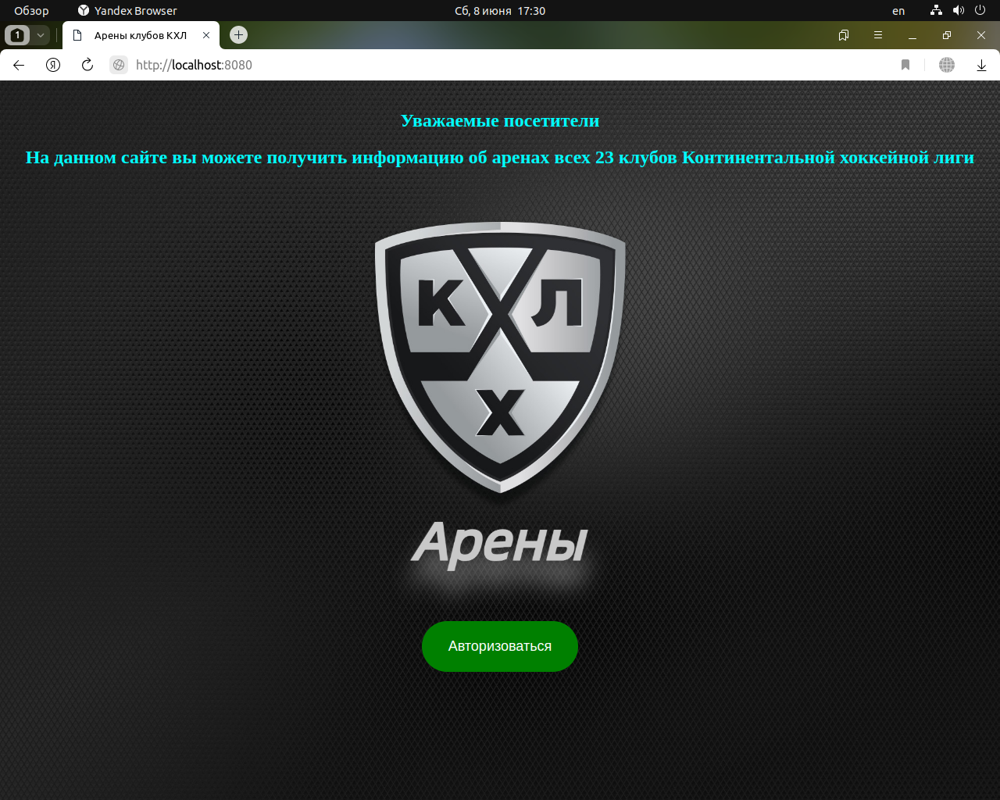 Обзор Yandex Browser Сб, 8 июня 17:30 en
1 Арены клубов КХЛ
Я http://localhost:8080
Уважаемые посетители
На данном сайте вы можете получить информацию об аренах всех 23 клубов Континентальной хоккейной лиги
К Х Л
Х
Арены
Авторизоваться